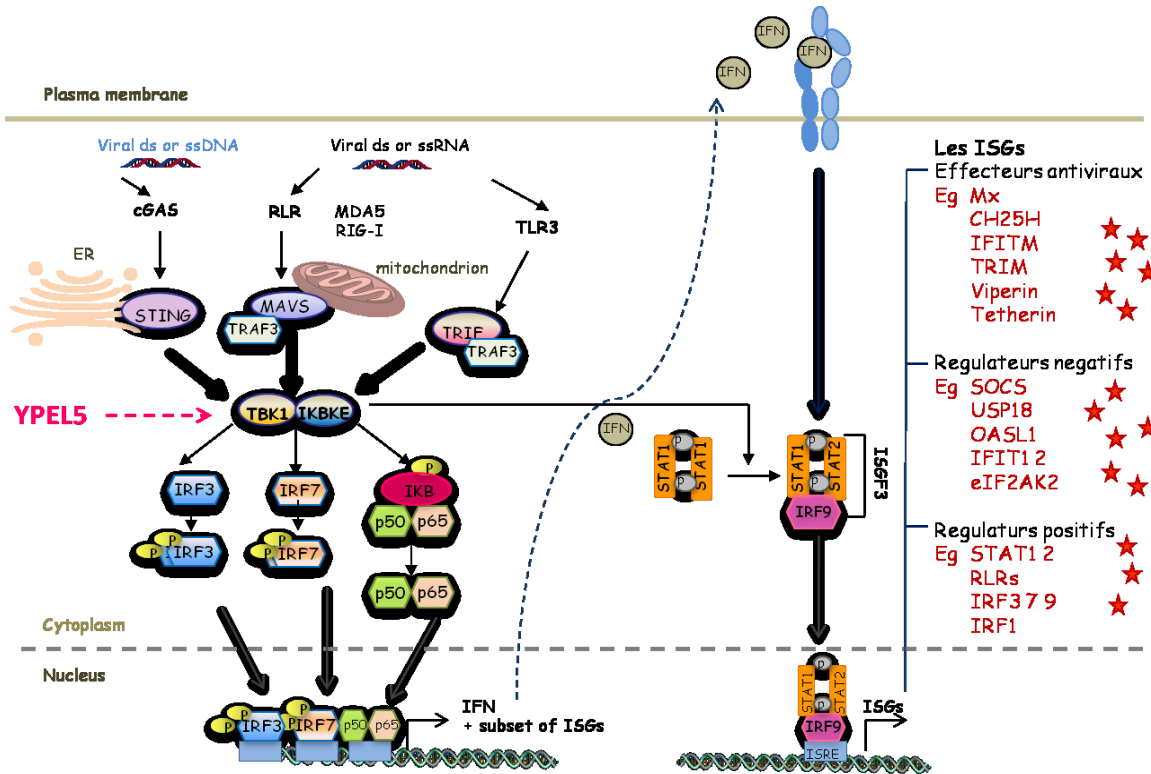 IFN
IFN
IFN
Plasma membrane
Viral ds or ssDNA
Viral ds or ssRNA
cGAS
RLR
MDA5
RIG-I
TLR3
ER
mitochondrion
STING
MAVS
TRAF3
TRIF
TRAF3
YPEL5
TBK1
IKBKE
IFN
IRF3
IRF7
P
IKB
p50
p65
P
P
IRF3
P
P
IRF7
p50
p65
STAT1
P
P
STAT1
STAT1
P
P
STAT2
IRF9
ISGF3
Cytoplasm
Nucleus
P
P
IRF3
P
P
IRF7
p50
p65
IFN
+ subset of ISGs
STAT1
P
P
STAT2
IRF9
ISRE
ISGs
Les ISGs
Effecteurs antiviraux
Eg Mx
CH25H
IFITM
TRIM
Viperin
Tetherin
Regulateurs negatifs
Eg SOCS
USP18
OASL1
IFIT1 2
eIF2AK2
Regulaturs positifs
Eg STAT1 2
RLRs
IRF3 7 9
IRF1